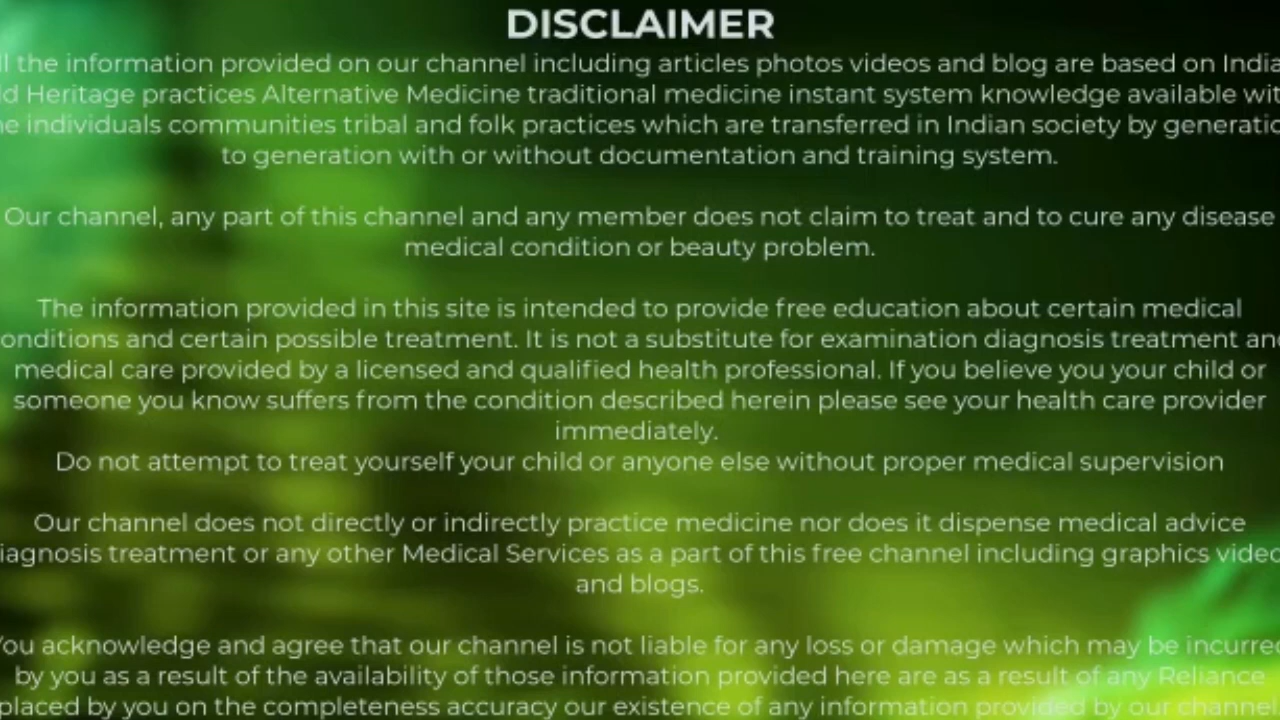 DISCLAIMER
ll the information provided on our channel including articles photos videos and blog are based on India
d Heritage practices Alternative Medicine traditional medicine instant system knowledge available wit
e individuals communities tribal and folk practices which are transferred in Indian society by generatio
to generation with or without documentation and training system.
Our channel, any part of this channel and any member does not claim to treat and to cure any disease
medical condition or beauty problem.
The information provided in this site is intended to provide free education about certain medical
onditions and certain possible treatment. It is not a substitute for examination diagnosis treatment and
medical care provided by a licensed and qualified health professional. If you believe you your child or
someone you know suffers from the condition described herein please see your health care provider
immediately.
Do not attempt to treat yourself your child or anyone else without proper medical supervision
Our channel does not directly or indirectly practice medicine nor does it dispense medical advice
iagnosis treatment or any other Medical Services as a part of this free channel including graphics video
and blogs.
You acknowledge and agree that our channel is not liable for any loss or damage which may be incurred
by you as a result of the availability of those information provided here are as a result of any Reliance
placed by you on the completeness accuracy our existence of any information provided by our channel